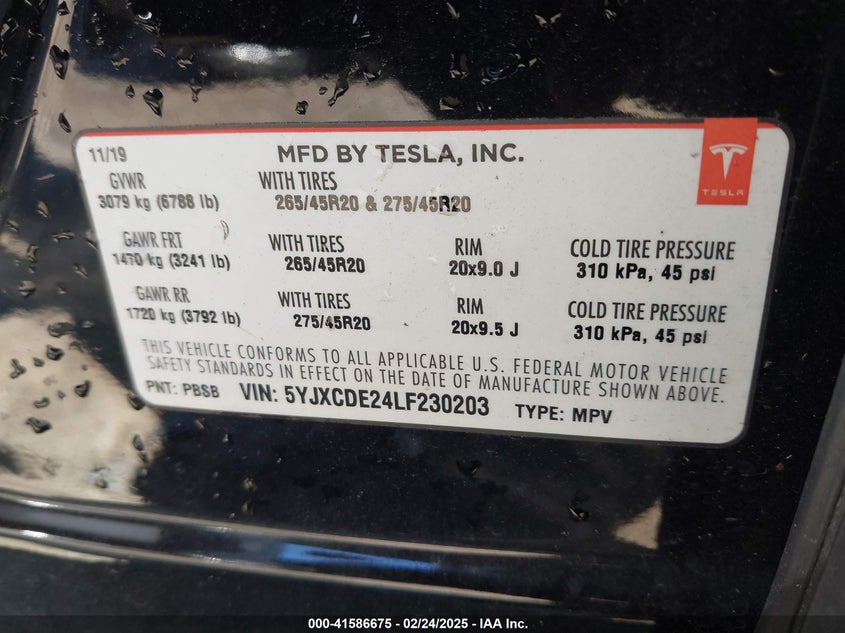 11/19 MFD BY TESLA, INC.
TESLA
GVWR WITH TIRES
3079 kg (6788 lb) 265/45R20 & 275/45R20
GAWR FRT WITH TIRES RIM COLD TIRE PRESSURE
1470 kg (3241 lb) 265/45R20 20x9.0 J 310 kPa, 45 psi
GAWR RR WITH TIRES RIM COLD TIRE PRESSURE
1720 kg (3792 lb) 275/45R20 20x9.5 J 310 kPa, 45 psi
THIS VEHICLE CONFORMS TO ALL APPLICABLE U.S. FEDERAL MOTOR VEHICLE
SAFETY STANDARDS IN EFFECT ON THE DATE OF MANUFACTURE SHOWN ABOVE.
PNT: PBSB VIN: 5YJXCDE24LF230203 TYPE: MPV
000-41586675 - 02/24/2025 - IAA Inc.